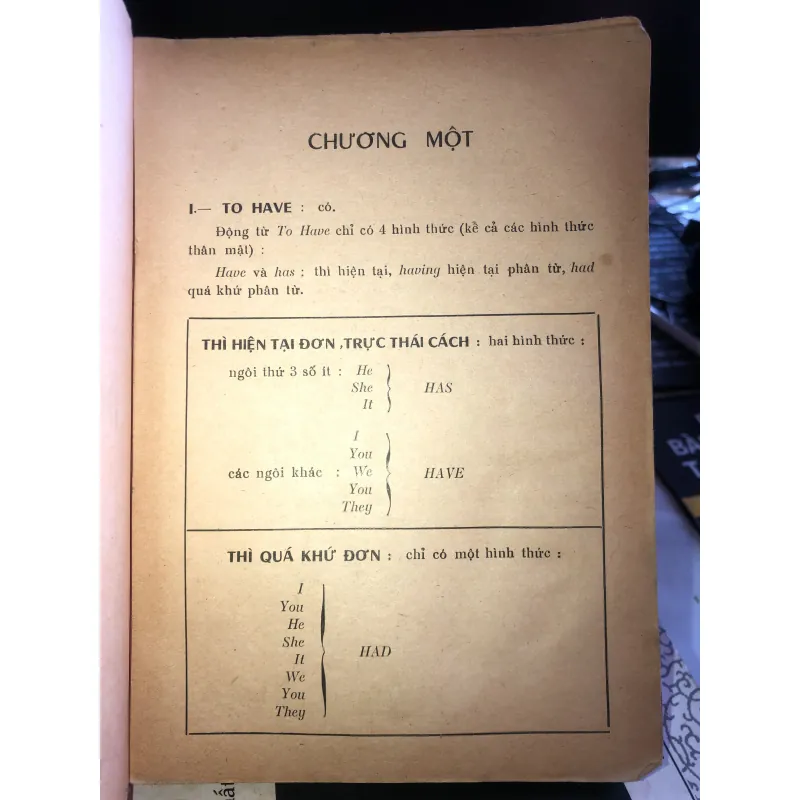 CHƯƠNG MỘT
I.— TO HAVE : có.
Động từ To Have chỉ có 4 hình thức (kể cả các hình thức
thân mật) :
Have và has : thì hiện tại, having hiện tại phân từ, had
quá khứ phân từ.
THÌ HIỆN TẠI ĐƠN ,TRỰC THÁI CÁCH : hai hình thức :
ngôi thứ 3 số ít : He
She HAS
It
I
You
các ngôi khác : We HAVE
You
They
THÌ QUÁ KHỨ ĐƠN : chỉ có một hình thức :
I
You
He
She
It HAD
We
You
They
BÀ
T